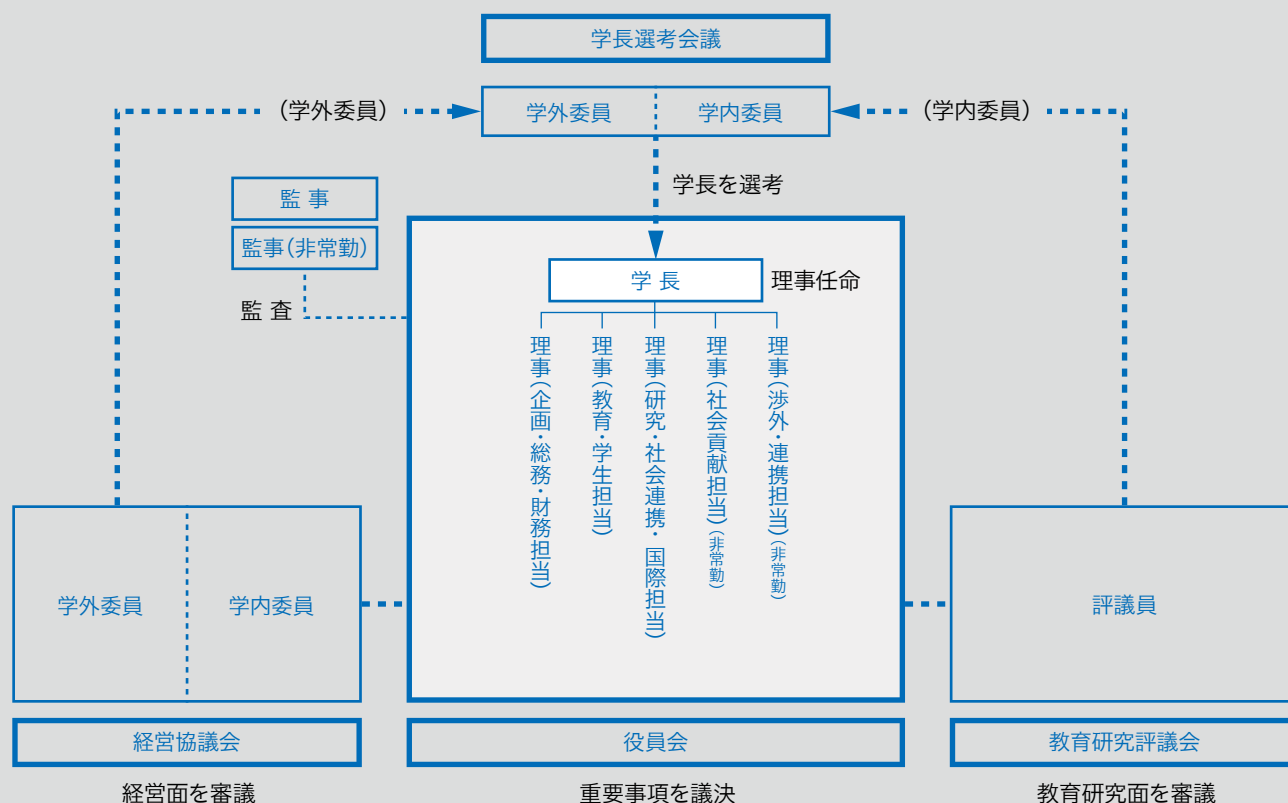 学長選考会議
(学外委員)
学外委員
学内委員
(学内委員)
学長を選考
監 事
監事(非常勤)
監 査
学 長
理事任命
理事(企画・総務・財務担当)
理事(教育・学生担当)
理事(研究・社会連携・国際担当)
理事(社会貢献担当)(非常勤)
理事(渉外・連携担当)(非常勤)
学外委員
学内委員
評議員
経営協議会
役員会
教育研究評議会
経営面を審議
重要事項を議決
教育研究面を審議